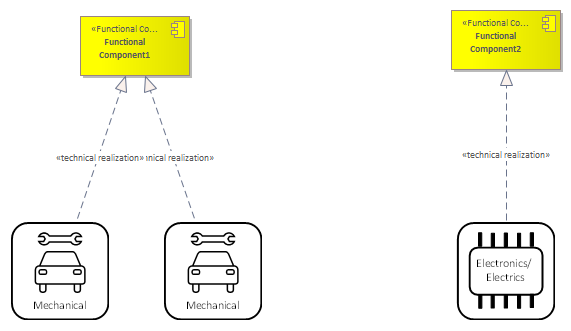 «Functional Co...
Functional
Component1
«Functional Co...
Functional
Component2
«technical realization»
nical realization»
«technical realization»
Mechanical
Mechanical
Electronics/
Electrics